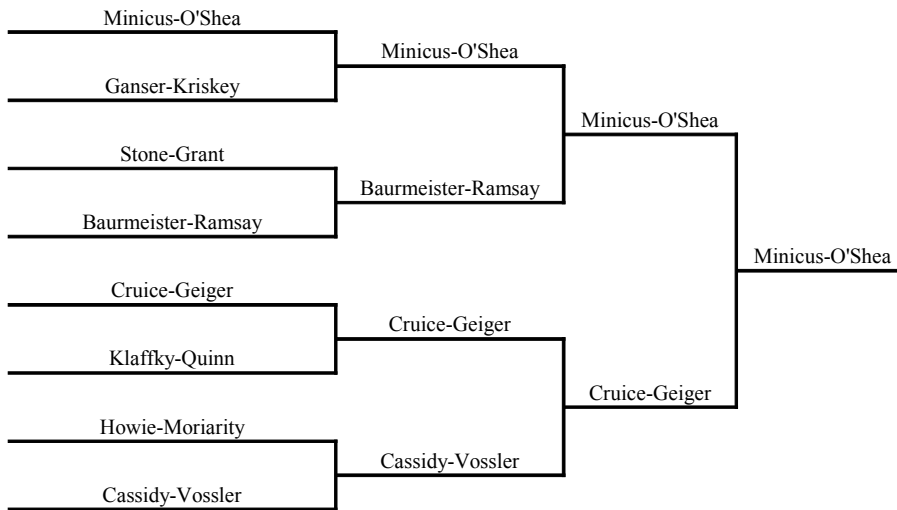 Minicus-O'Shea
Ganser-Kriskey
Stone-Grant
Baurmeister-Ramsay
Cruice-Geiger
Klaffky-Quinn
Howie-Moriarity
Cassidy-Vossler
Minicus-O'Shea
Baurmeister-Ramsay
Cruice-Geiger
Cassidy-Vossler
Minicus-O'Shea
Cruice-Geiger
Minicus-O'Shea